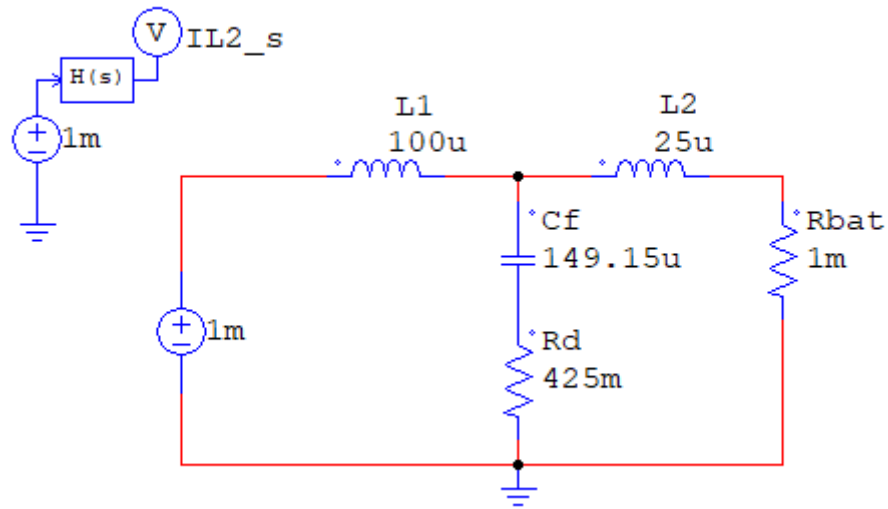 V
IL2_s
H(s)
1m
L1
100u
L2
25u
Cf
149.15u
Rbat
1m
1m
Rd
425m